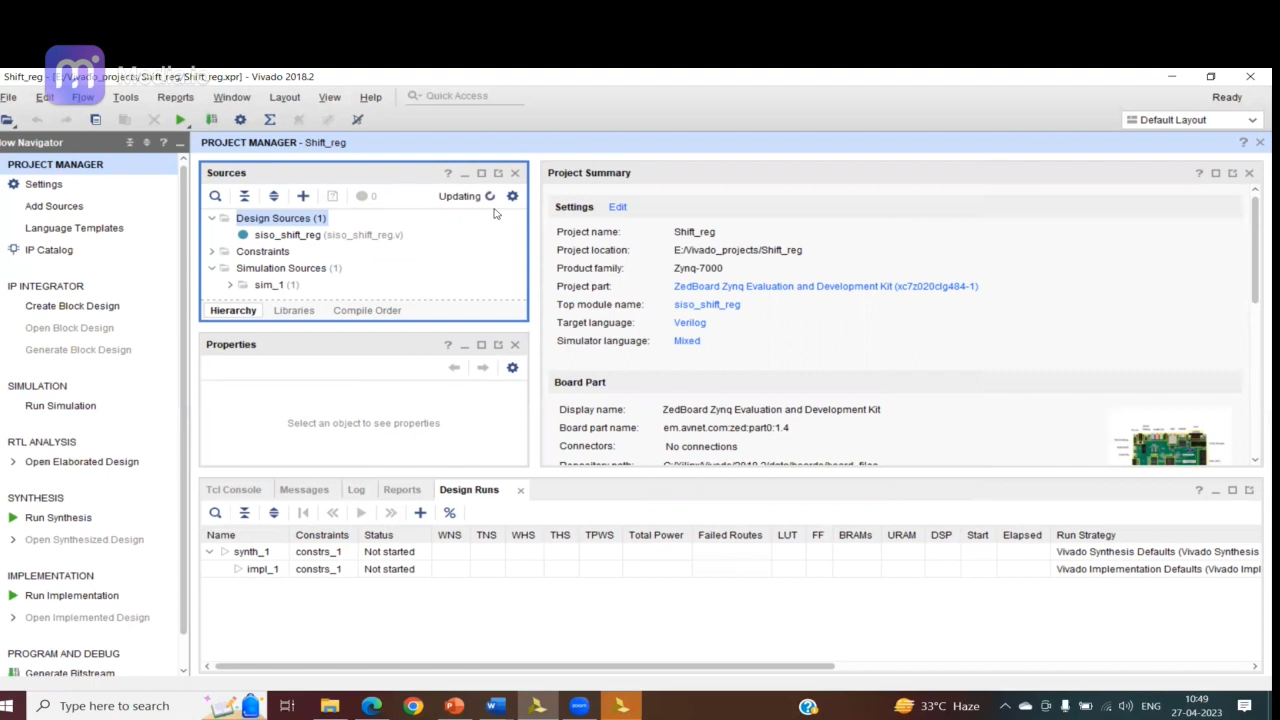 Shift_reg - [E:/Vivado_projects/Shift_reg/Shift_reg.xpr] - Vivado 2018.2
File Edit Flow Tools Reports Window Layout View Help Quick Access Ready
Default Layout
PROJECT MANAGER - Shift_reg
PROJECT MANAGER
Settings
Add Sources
Language Templates
IP Catalog
IP INTEGRATOR
Create Block Design
Open Block Design
Generate Block Design
SIMULATION
Run Simulation
RTL ANALYSIS
Open Elaborated Design
SYNTHESIS
Run Synthesis
Open Synthesized Design
IMPLEMENTATION
Run Implementation
Open Implemented Design
PROGRAM AND DEBUG
Generate Bitstream
Sources
0 Updating
Design Sources (1)
siso_shift_reg (siso_shift_reg.v)
Constraints
Simulation Sources (1)
sim_1 (1)
Hierarchy Libraries Compile Order
Properties
Select an object to see properties
Project Summary
Settings Edit
Project name: Shift_reg
Project location: E:/Vivado_projects/Shift_reg
Product family: Zynq-7000
Project part: ZedBoard Zynq Evaluation and Development Kit (xc7z020clg484-1)
Top module name: siso_shift_reg
Target language: Verilog
Simulator language: Mixed
Board Part
Display name: ZedBoard Zynq Evaluation and Development Kit
Board part name: em.avnet.com:zed:part0:1.4
Connectors: No connections
Repository path: C:/Xilinx/Vivado/2018.2/data/boards/board_files
Tcl Console Messages Log Reports Design Runs
Name Constraints Status WNS TNS WHS THS TPWS Total Power Failed Routes LUT FF BRAMs URAM DSP Start Elapsed Run Strategy
synth_1 constrs_1 Not started Vivado Synthesis Defaults (Vivado Synthesis
impl_1 constrs_1 Not started Vivado Implementation Defaults (Vivado Impl
Type here to search 33°C Haze ENG 10:49
27-04-2023